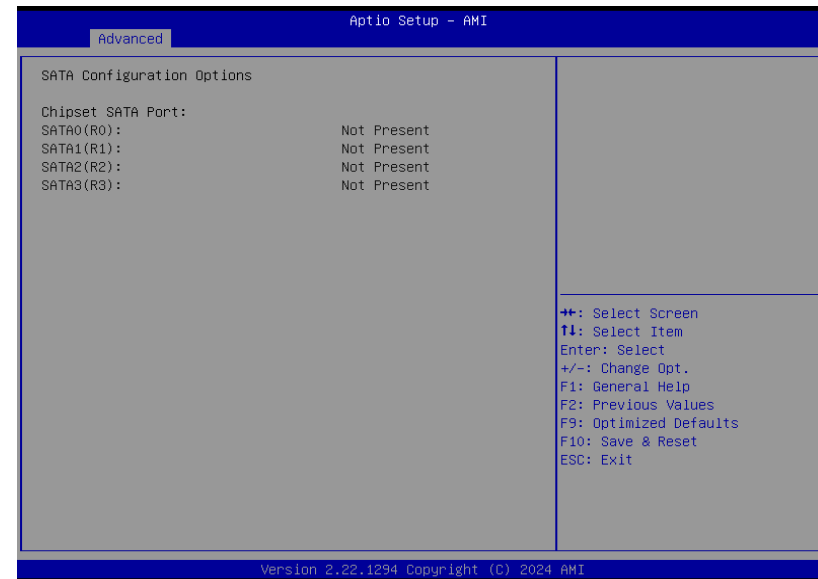 Aptio Setup – AMI
Advanced
SATA Configuration Options
Chipset SATA Port:
SATA0(R0): Not Present
SATA1(R1): Not Present
SATA2(R2): Not Present
SATA3(R3): Not Present
→←: Select Screen
↑↓: Select Item
Enter: Select
+/-: Change Opt.
F1: General Help
F2: Previous Values
F9: Optimized Defaults
F10: Save & Reset
ESC: Exit
Version 2.22.1294 Copyright (C) 2024 AMI